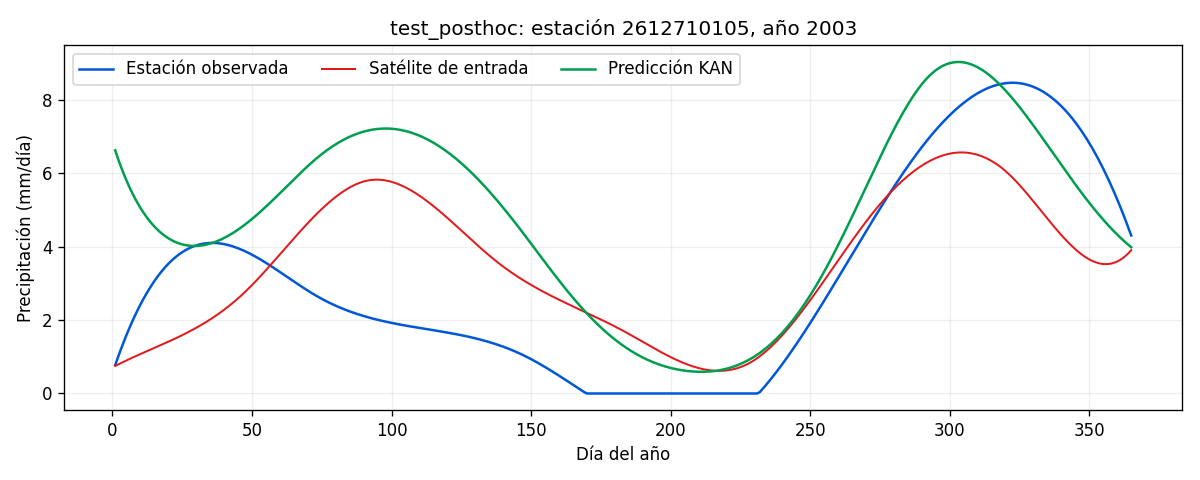 test_posthoc: estación 2612710105, año 2003
Estación observada
Satélite de entrada
Predicción KAN
Precipitación (mm/día)
8
6
4
2
0
0
50
100
150
200
250
300
350
Día del año